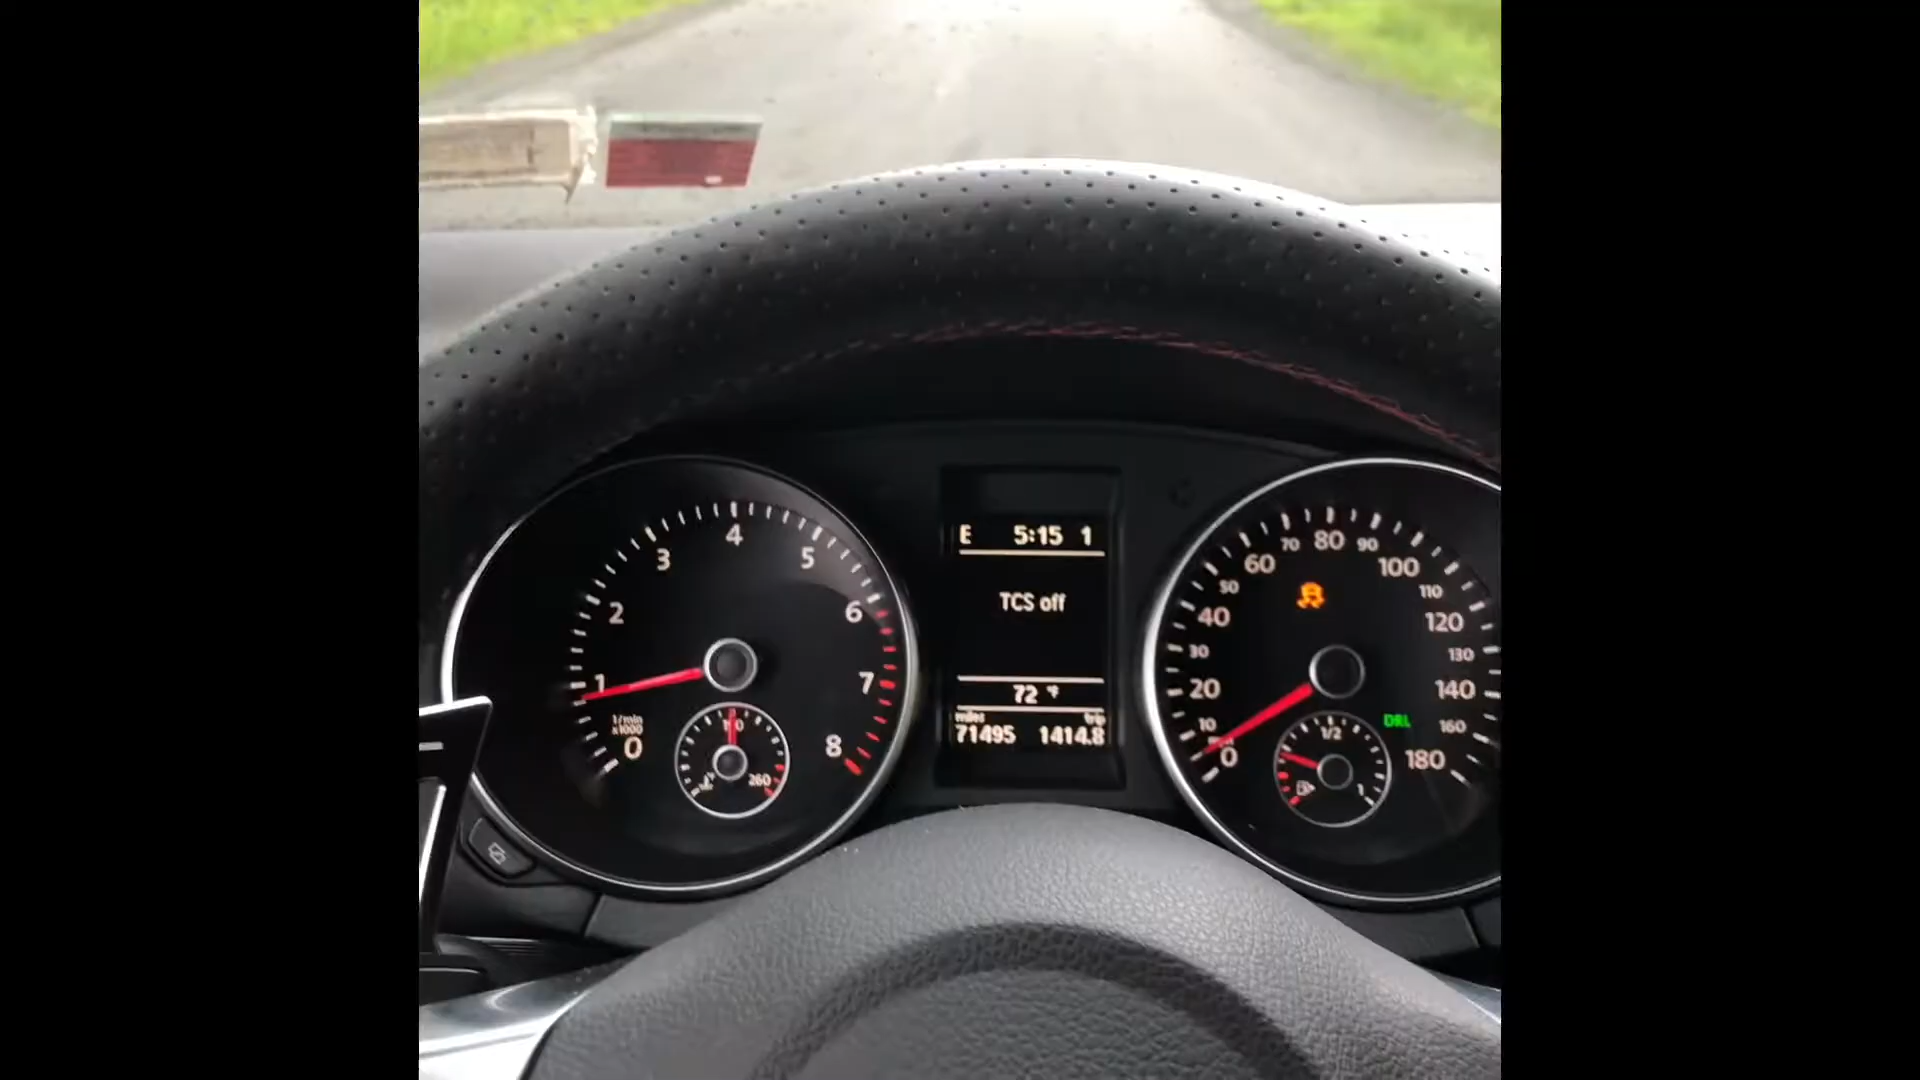 4
3 5
2 6
1 7
1/min
x1000
0 8
260
E 5:15 1
TCS off
72 °F
miles trip
71495 1414.8
70 80 90
60 100
50 110
40 120
30 130
20 140
10 DRL 160
0 1/2 180
1